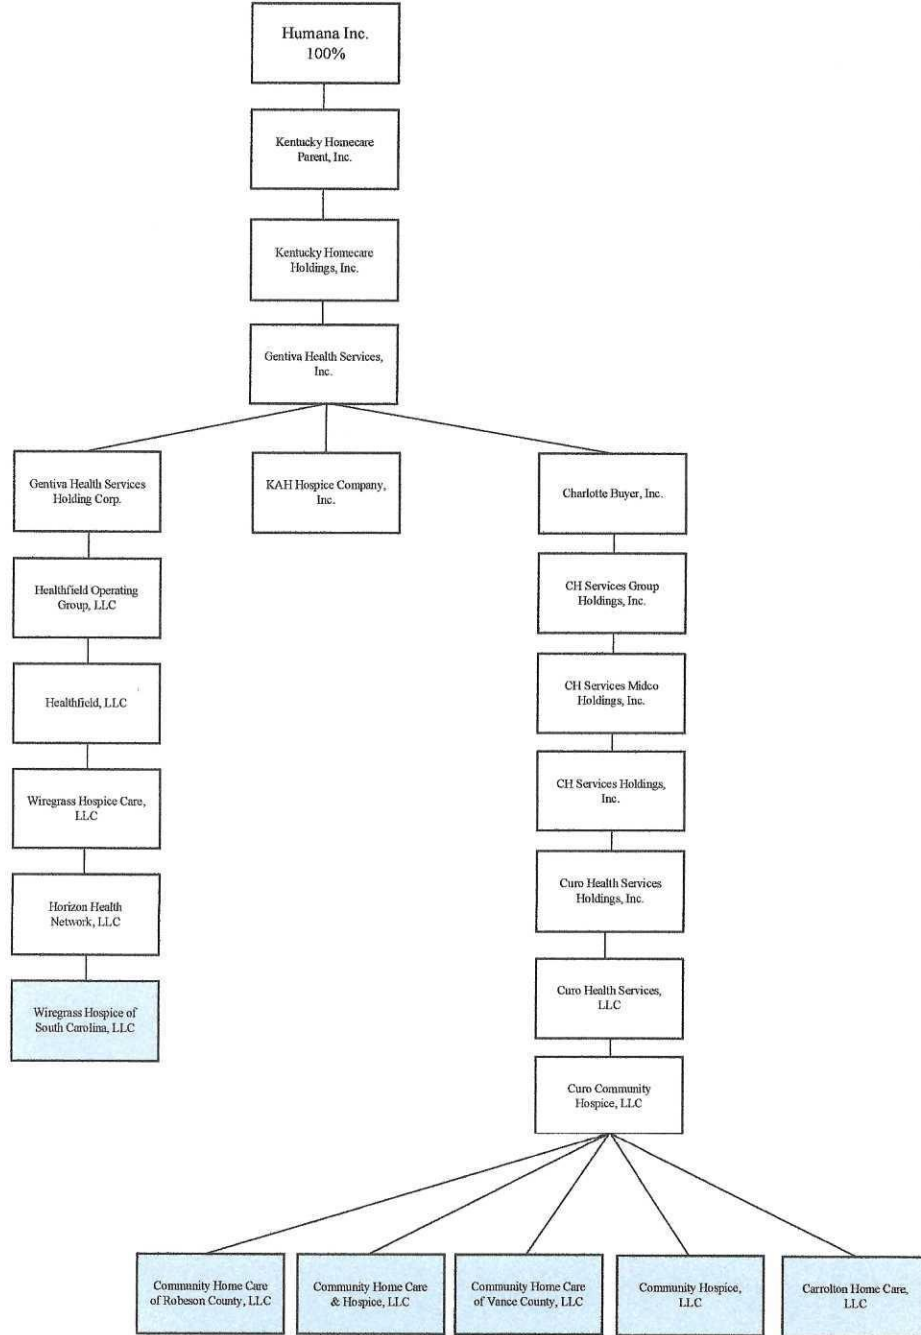 Humana Inc.
100%
Kentucky Homecare
Parent, Inc.
Kentucky Homecare
Holdings, Inc.
Gentiva Health Services,
Inc.
Gentiva Health Services
Holding Corp.
KAH Hospice Company,
Inc.
Charlotte Buyer, Inc.
Healthfield Operating
Group, LLC
CH Services Group
Holdings, Inc.
Healthfield, LLC
CH Services Midco
Holdings, Inc.
Wiregrass Hospice Care,
LLC
CH Services Holdings,
Inc.
Horizon Health
Network, LLC
Curo Health Services
Holdings, Inc.
Wiregrass Hospice of
South Carolina, LLC
Curo Health Services,
LLC
Curo Community
Hospice, LLC
Community Home Care
of Robeson County, LLC
Community Home Care
& Hospice, LLC
Community Home Care
of Vance County, LLC
Community Hospice,
LLC
Carrolton Home Care,
LLC